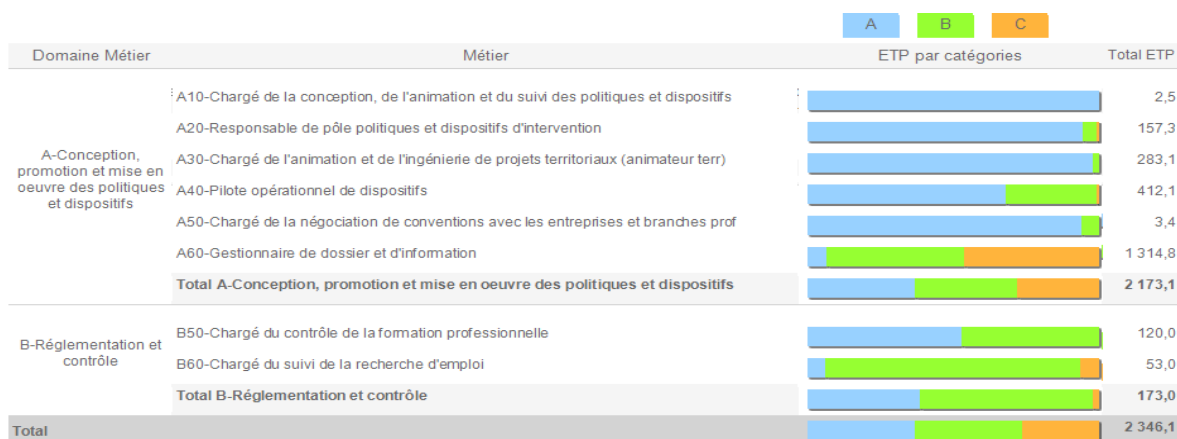 A B C
Domaine Métier Métier ETP par catégories Total ETP
A-Conception, promotion et mise en oeuvre des politiques et dispositifs
A10-Chargé de la conception, de l'animation et du suivi des politiques et dispositifs 2,5
A20-Responsable de pôle politiques et dispositifs d'intervention 157,3
A30-Chargé de l'animation et de l'ingénierie de projets territoriaux (animateur terr) 283,1
A40-Pilote opérationnel de dispositifs 412,1
A50-Chargé de la négociation de conventions avec les entreprises et branches prof 3,4
A60-Gestionnaire de dossier et d'information 1 314,8
Total A-Conception, promotion et mise en oeuvre des politiques et dispositifs 2 173,1
B-Réglementation et contrôle
B50-Chargé du contrôle de la formation professionnelle 120,0
B60-Chargé du suivi de la recherche d'emploi 53,0
Total B-Réglementation et contrôle 173,0
Total 2 346,1